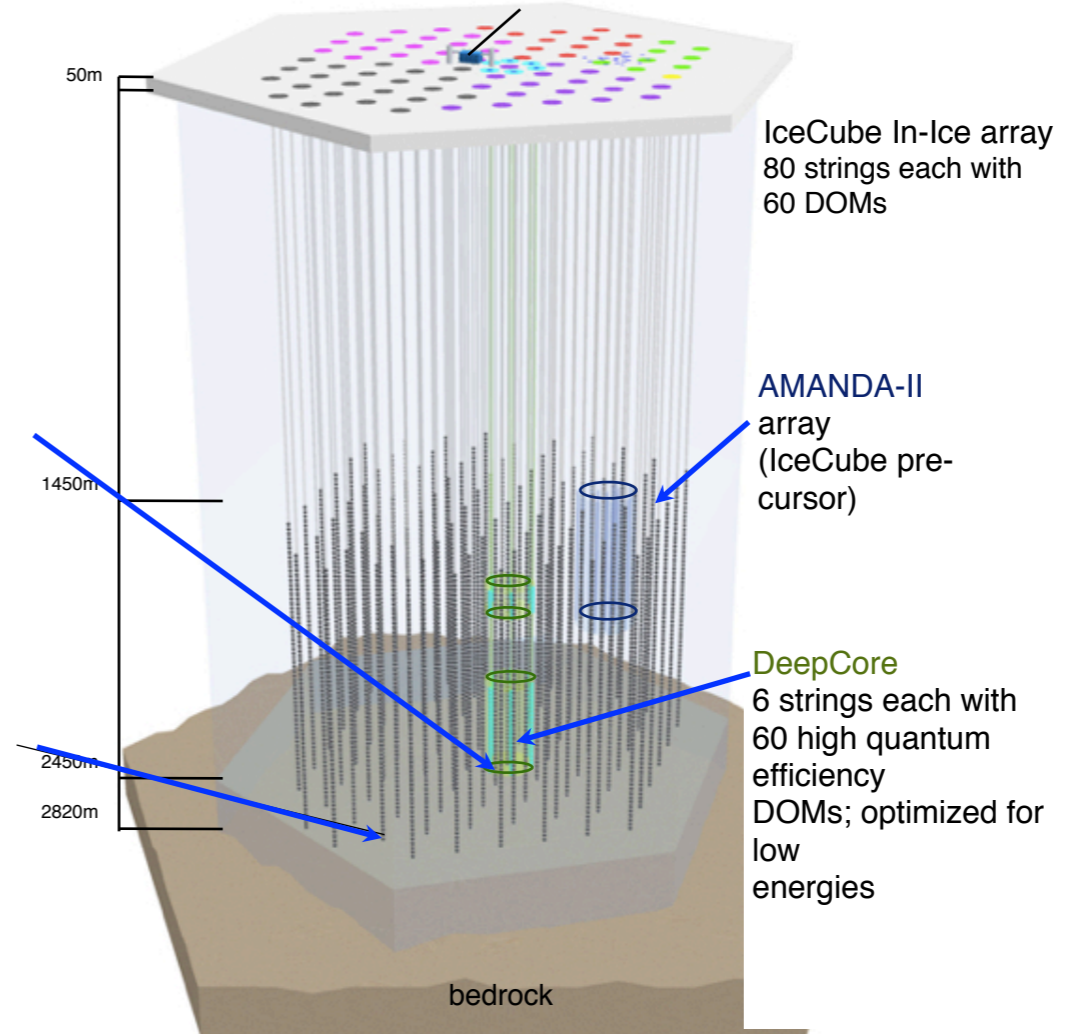 50m
IceCube In-Ice array
80 strings each with
60 DOMs
AMANDA-II
array
(IceCube pre-
cursor)
1450m
DeepCore
6 strings each with
60 high quantum
efficiency
DOMs; optimized for
low
energies
2450m
2820m
bedrock